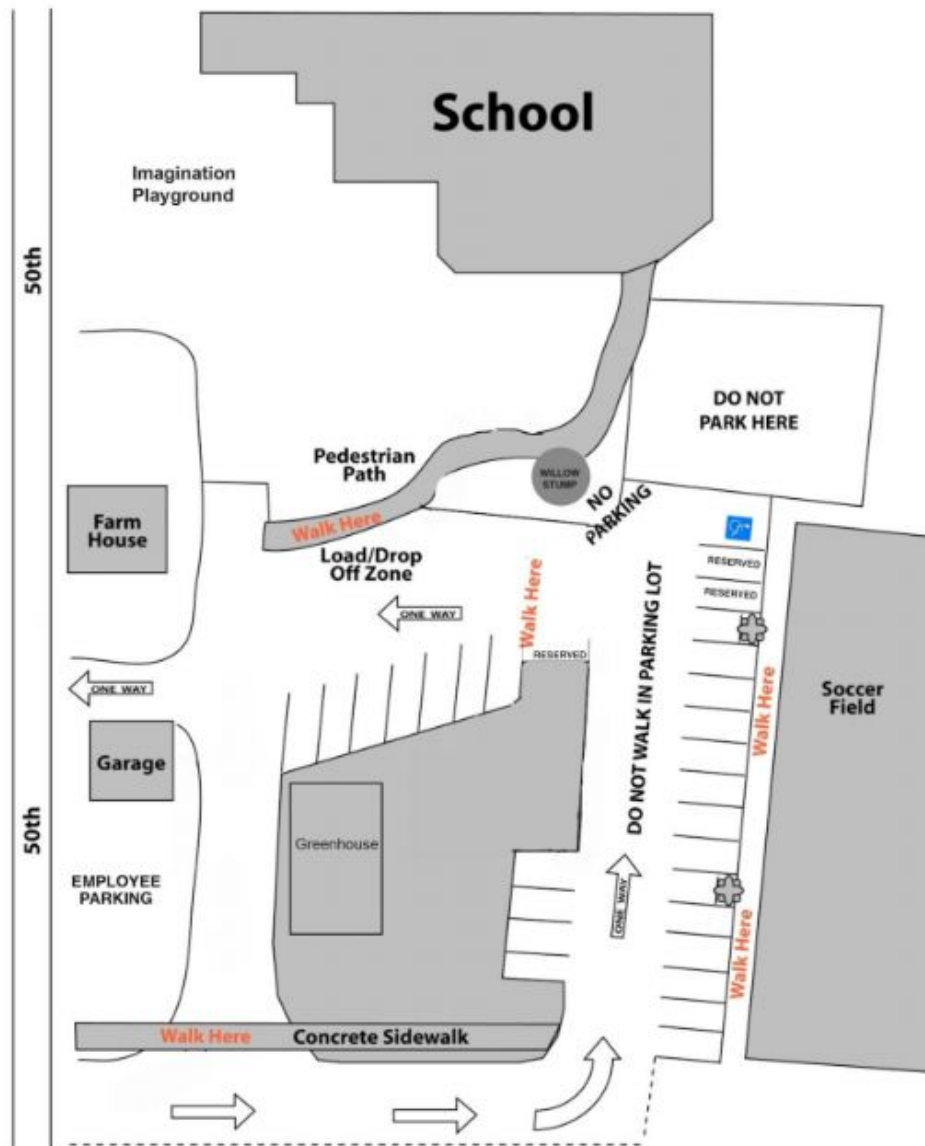 School
Imagination
Playground
50th
DO NOT
PARK HERE
Pedestrian
Path
WILLOW
STUMP
NO
PARKING
Walk Here
Farm
House
Load/Drop
Off Zone
RESERVED
RESERVED
Walk Here
ONE WAY
RESERVED
DO NOT WALK IN PARKING LOT
Walk Here
Soccer
Field
ONE WAY
Garage
50th
Greenhouse
EMPLOYEE
PARKING
ONE WAY
Walk Here
Walk Here
Concrete Sidewalk